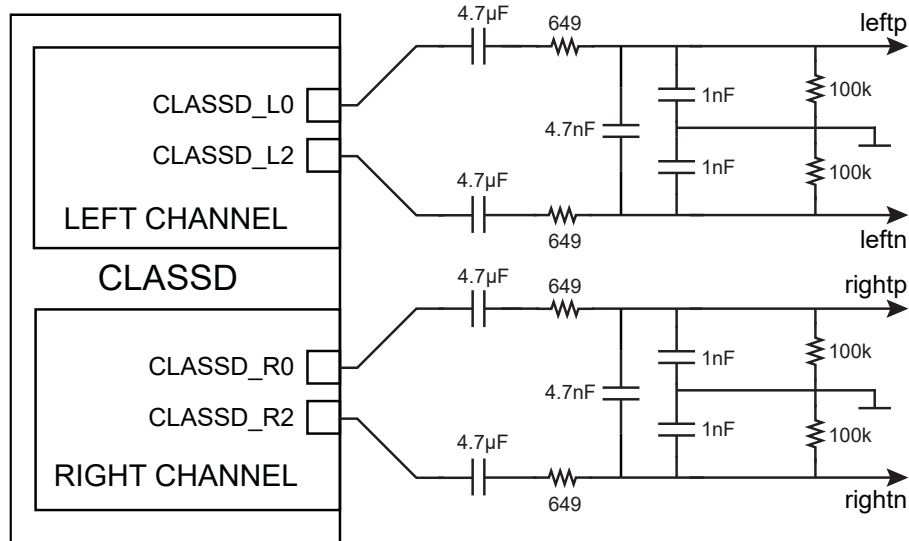 4.7µF
649
leftp
CLASSD_L0
1nF
100k
4.7nF
CLASSD_L2
4.7µF
1nF
100k
LEFT CHANNEL
649
leftn
CLASSD
4.7µF
649
rightp
CLASSD_R0
1nF
100k
4.7nF
CLASSD_R2
4.7µF
1nF
100k
RIGHT CHANNEL
649
rightn